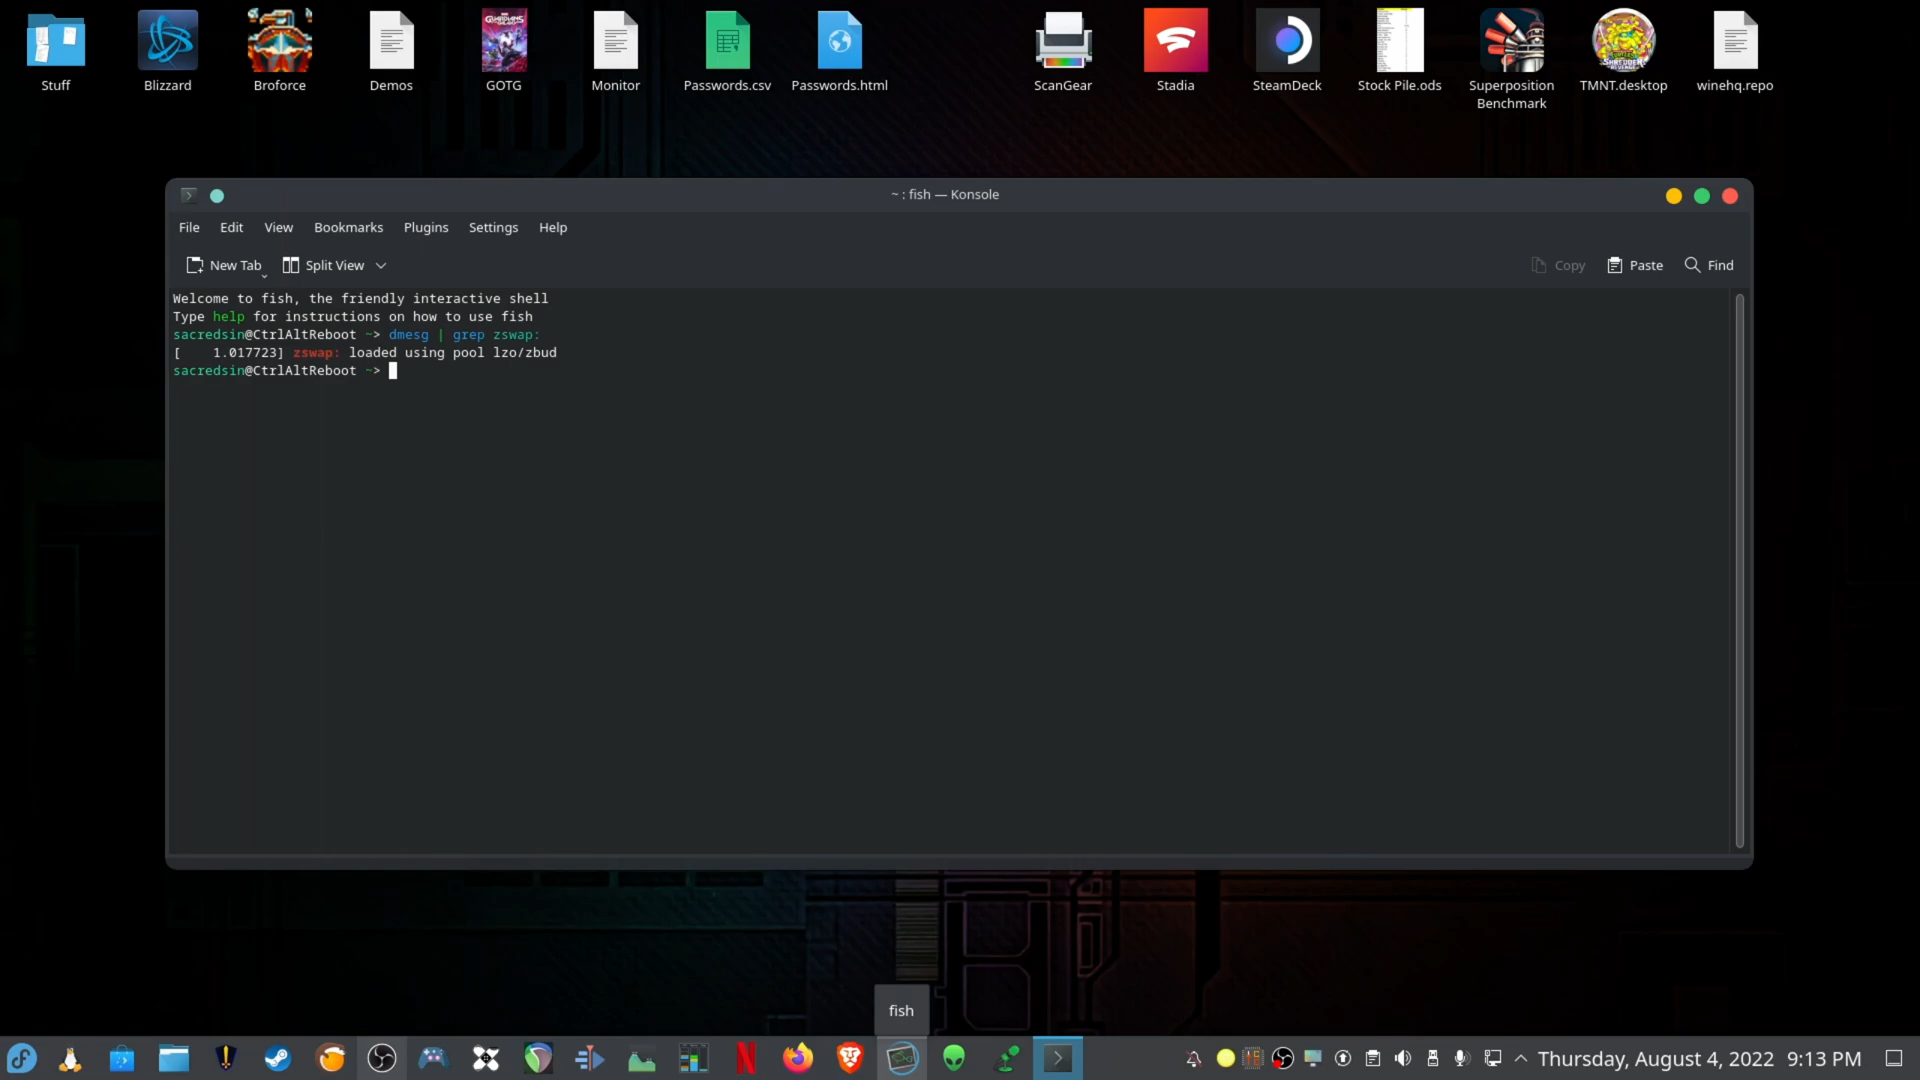 Stuff
Blizzard
Broforce
Demos
GOTG
Monitor
Passwords.csv
Passwords.html
ScanGear
Stadia
SteamDeck
Stock Pile.ods
Superposition
Benchmark
TMNT.desktop
winehq.repo
~ : fish — Konsole
File Edit View Bookmarks Plugins Settings Help
New Tab Split View Copy Paste Find
Welcome to fish, the friendly interactive shell
Type help for instructions on how to use fish
sacredsin@CtrlAltReboot ~> dmesg | grep zswap:
[    1.017723] zswap: loaded using pool lzo/zbud
sacredsin@CtrlAltReboot ~>
fish
Thursday, August 4, 2022 9:13 PM